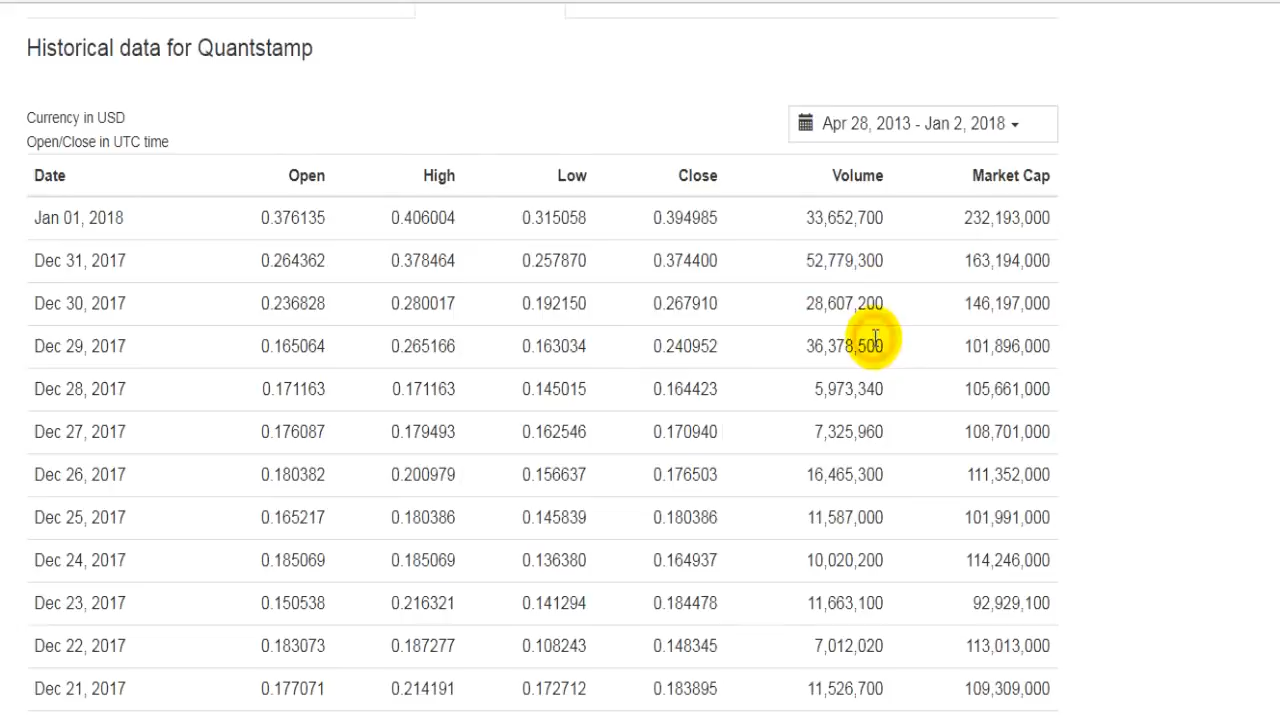 Historical data for Quantstamp
Currency in USD
Open/Close in UTC time
Apr 28, 2013 - Jan 2, 2018
Date Open High Low Close Volume Market Cap
Jan 01, 2018 0.376135 0.406004 0.315058 0.394985 33,652,700 232,193,000
Dec 31, 2017 0.264362 0.378464 0.257870 0.374400 52,779,300 163,194,000
Dec 30, 2017 0.236828 0.280017 0.192150 0.267910 28,607,200 146,197,000
Dec 29, 2017 0.165064 0.265166 0.163034 0.240952 36,378,500 101,896,000
Dec 28, 2017 0.171163 0.171163 0.145015 0.164423 5,973,340 105,661,000
Dec 27, 2017 0.176087 0.179493 0.162546 0.170940 7,325,960 108,701,000
Dec 26, 2017 0.180382 0.200979 0.156637 0.176503 16,465,300 111,352,000
Dec 25, 2017 0.165217 0.180386 0.145839 0.180386 11,587,000 101,991,000
Dec 24, 2017 0.185069 0.185069 0.136380 0.164937 10,020,200 114,246,000
Dec 23, 2017 0.150538 0.216321 0.141294 0.184478 11,663,100 92,929,100
Dec 22, 2017 0.183073 0.187277 0.108243 0.148345 7,012,020 113,013,000
Dec 21, 2017 0.177071 0.214191 0.172712 0.183895 11,526,700 109,309,000